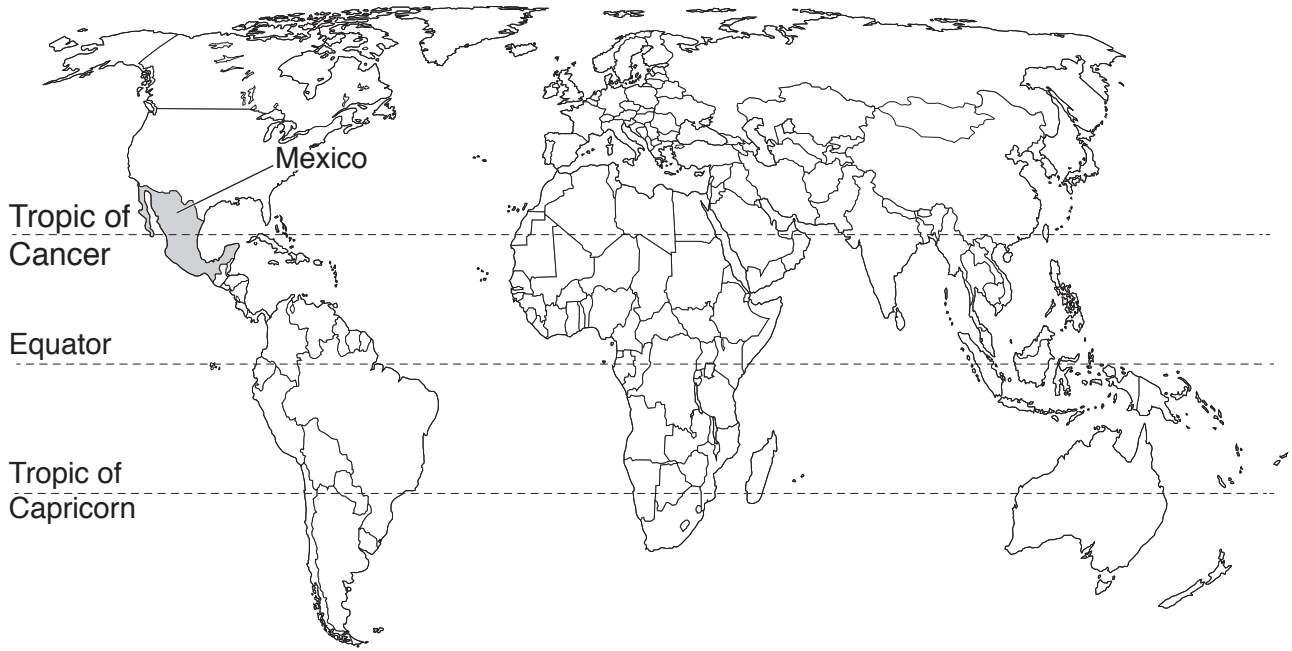 Mexico
Tropic of
Cancer
Equator
Tropic of
Capricorn